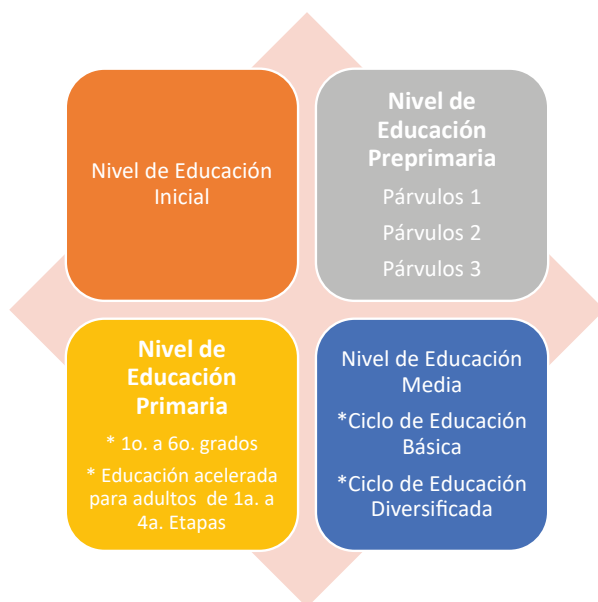 Nivel de Educación
Inicial
Nivel de
Educación
Preprimaria
Párvulos 1
Párvulos 2
Párvulos 3
Nivel de
Educación
Primaria
* 1o. a 6o. grados
* Educación acelerada
para adultos de 1a. a
4a. Etapas
Nivel de Educación
Media
*Ciclo de Educación
Básica
*Ciclo de Educación
Diversificada